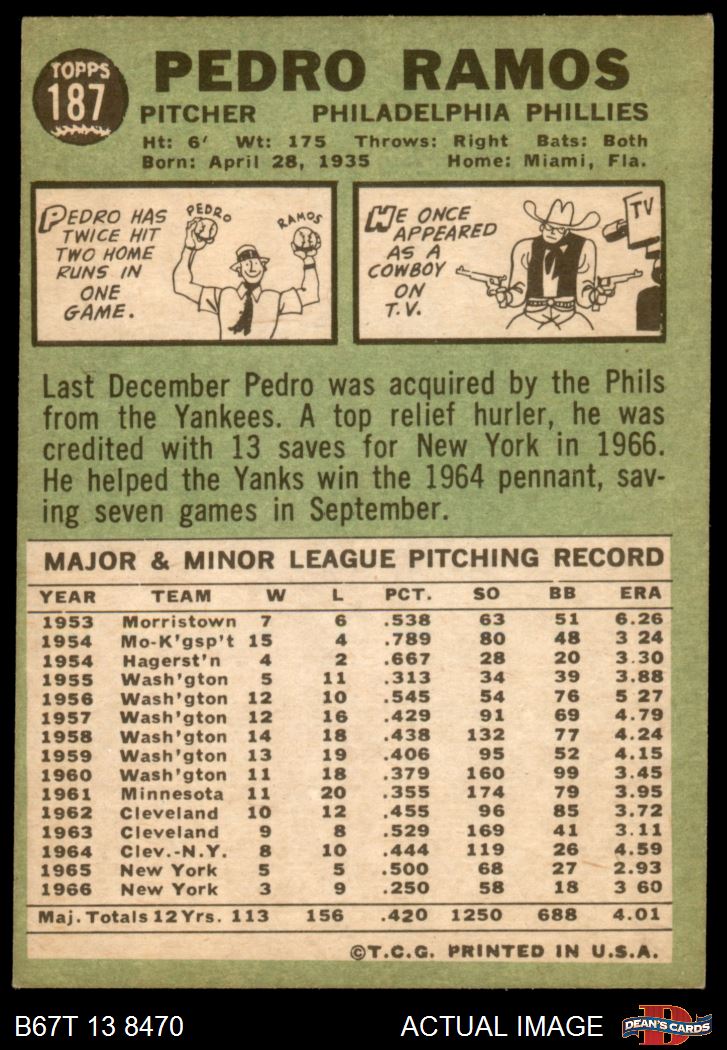 TOPPS
187
PEDRO RAMOS
PITCHER PHILADELPHIA PHILLIES
Ht: 6' Wt: 175 Throws: Right Bats: Both
Born: April 28, 1935 Home: Miami, Fla.
PEDRO HAS
TWICE HIT
TWO HOME
RUNS IN
ONE
GAME.
PEDRO
RAMOS
HE ONCE
APPEARED
AS A
COWBOY
ON
T.V.
TV
Last December Pedro was acquired by the Phils
from the Yankees. A top relief hurler, he was
credited with 13 saves for New York in 1966.
He helped the Yanks win the 1964 pennant, sav-
ing seven games in September.
MAJOR & MINOR LEAGUE PITCHING RECORD
YEAR TEAM W L PCT. SO BB ERA
1953 Morristown 7 6 .538 63 51 6.26
1954 Mo-K'gsp't 15 4 .789 80 48 3 24
1954 Hagerst'n 4 2 .667 28 20 3.30
1955 Wash'gton 5 11 .313 34 39 3.88
1956 Wash'gton 12 10 .545 54 76 5 27
1957 Wash'gton 12 16 .429 91 69 4.79
1958 Wash'gton 14 18 .438 132 77 4.24
1959 Wash'gton 13 19 .406 95 52 4.15
1960 Wash'gton 11 18 .379 160 99 3.45
1961 Minnesota 11 20 .355 174 79 3.95
1962 Cleveland 10 12 .455 96 85 3.72
1963 Cleveland 9 8 .529 169 41 3.11
1964 Clev.-N.Y. 8 10 .444 119 26 4.59
1965 New York 5 5 .500 68 27 2.93
1966 New York 3 9 .250 58 18 3 60
Maj. Totals 12 Yrs. 113 156 .420 1250 688 4.01
©T.C.G. PRINTED IN U.S.A.
B67T 13 8470 ACTUAL IMAGE
D
DEAN'S CARDS